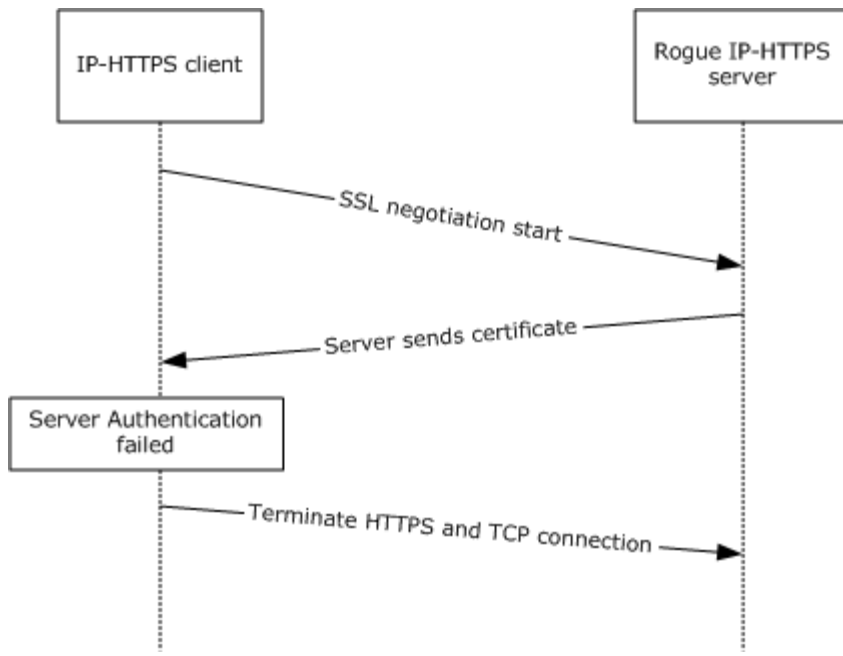 IP-HTTPS client
Rogue IP-HTTPS
server
SSL negotiation start
Server sends certificate
Server Authentication
failed
Terminate HTTPS and TCP connection